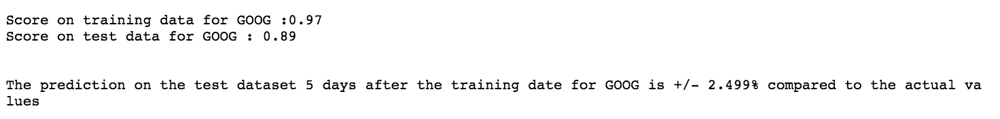 Score on training data for GOOG :0.97
Score on test data for GOOG : 0.89
The prediction on the test dataset 5 days after the training date for GOOG is +/- 2.499% compared to the actual va
lues